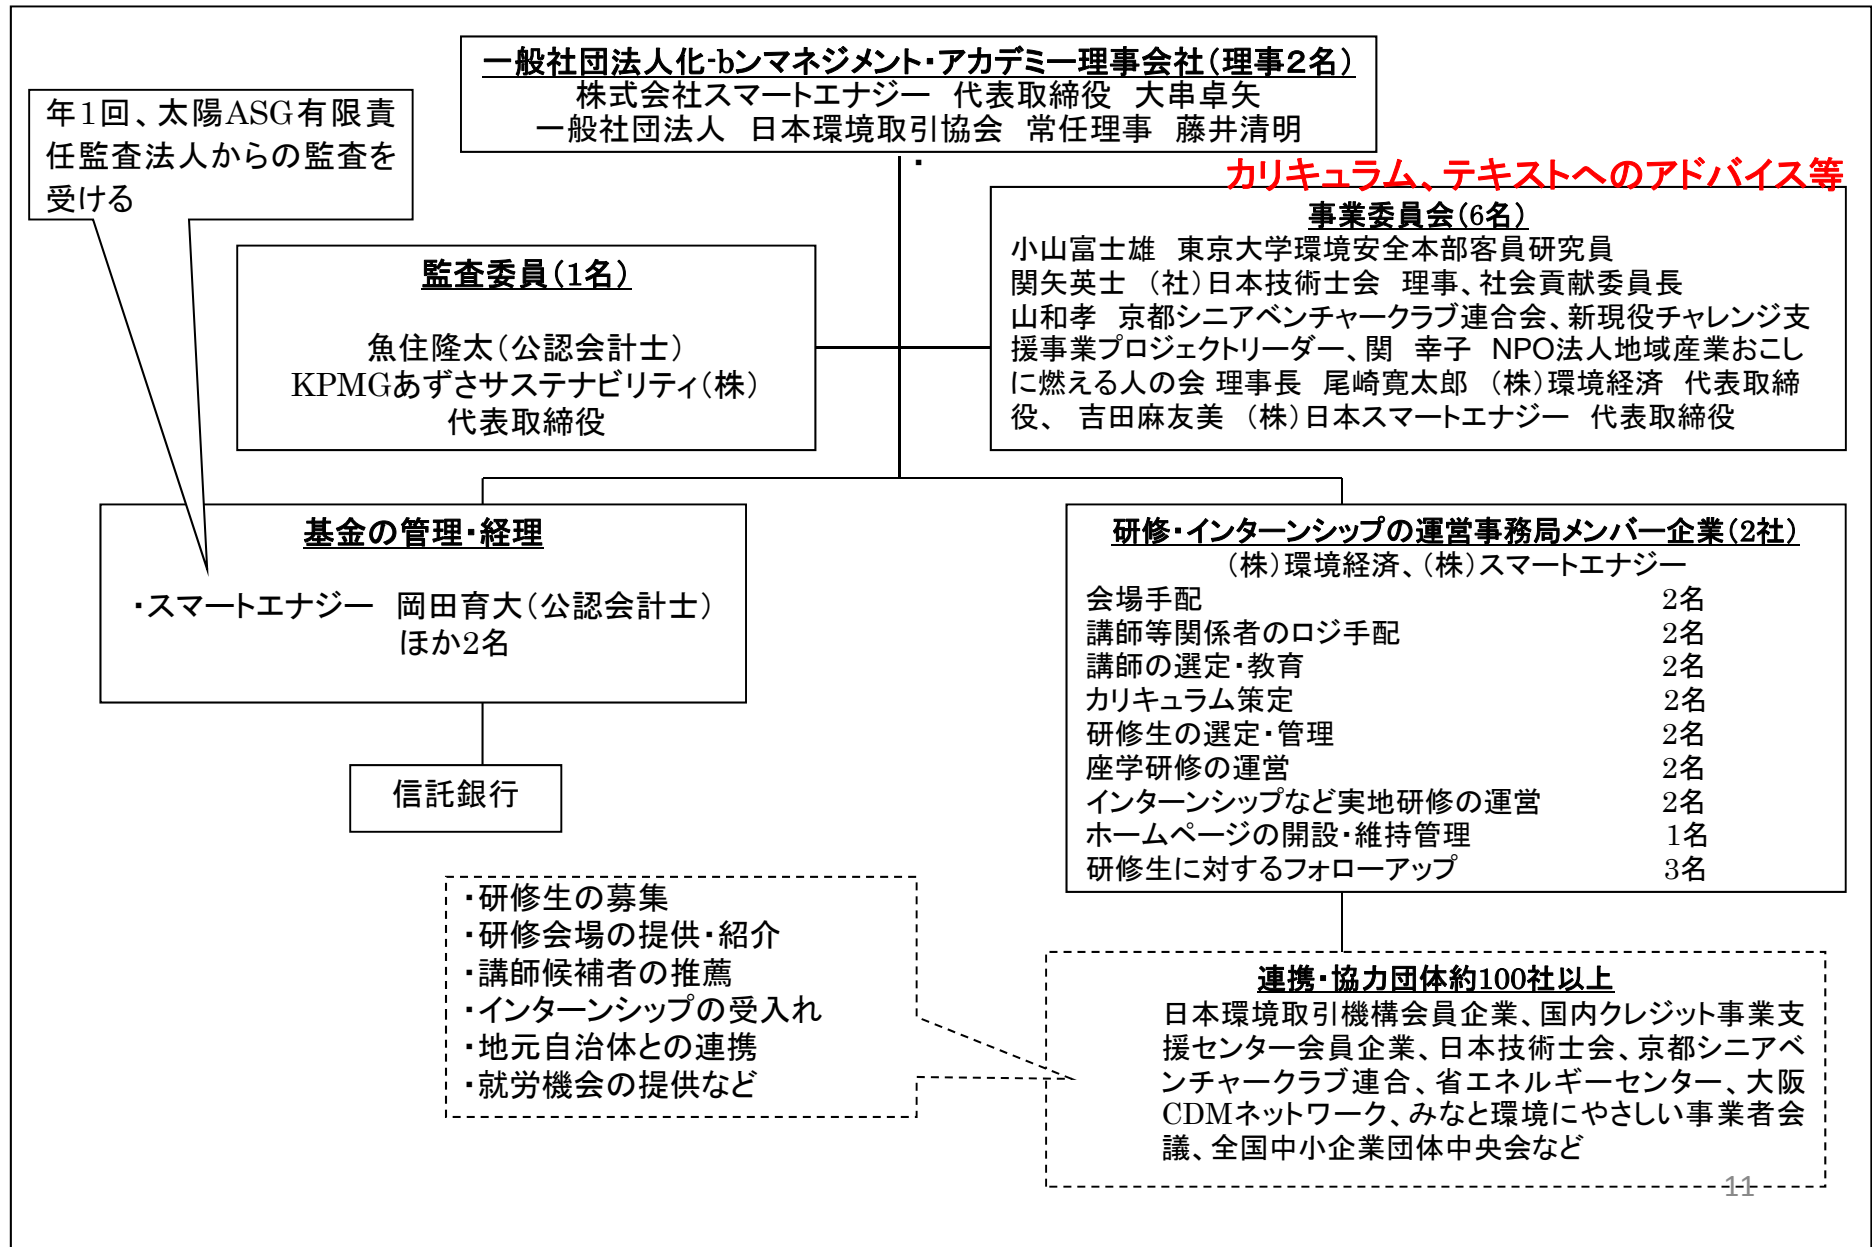 一般社団法人化-bンマネジメント・アカデミー理事会社(理事2名)
株式会社スマートエナジー 代表取締役 大串卓矢
一般社団法人 日本環境取引協会 常任理事 藤井清明
年1回、太陽ASG有限責
任監査法人からの監査を
受ける
カリキュラム、テキストへのアドバイス等
事業委員会(6名)
小山富士雄 東京大学環境安全本部客員研究員
関矢英士 (社)日本技術士会 理事、社会貢献委員長
山和孝 京都シニアベンチャークラブ連合会、新現役チャレンジ支
援事業プロジェクトリーダー、関 幸子 NPO法人地域産業おこし
に燃える人の会 理事長 尾崎寛太郎 (株)環境経済 代表取締
役、 吉田麻友美 (株)日本スマートエナジー 代表取締役
監査委員(1名)
魚住隆太(公認会計士)
KPMGあずさサステナビリティ(株)
代表取締役
基金の管理・経理
・スマートエナジー 岡田育大(公認会計士)
ほか2名
信託銀行
研修・インターンシップの運営事務局メンバー企業(2社)
(株)環境経済、(株)スマートエナジー
会場手配 2名
講師等関係者のロジ手配 2名
講師の選定・教育 2名
カリキュラム策定 2名
研修生の選定・管理 2名
座学研修の運営 2名
インターンシップなど実地研修の運営 2名
ホームページの開設・維持管理 1名
研修生に対するフォローアップ 3名
・研修生の募集
・研修会場の提供・紹介
・講師候補者の推薦
・インターンシップの受入れ
・地元自治体との連携
・就労機会の提供など
連携・協力団体約100社以上
日本環境取引機構会員企業、国内クレジット事業支
援センター会員企業、日本技術士会、京都シニアベ
ンチャークラブ連合、省エネルギーセンター、大阪
CDMネットワーク、みなと環境にやさしい事業者会
議、全国中小企業団体中央会など
11